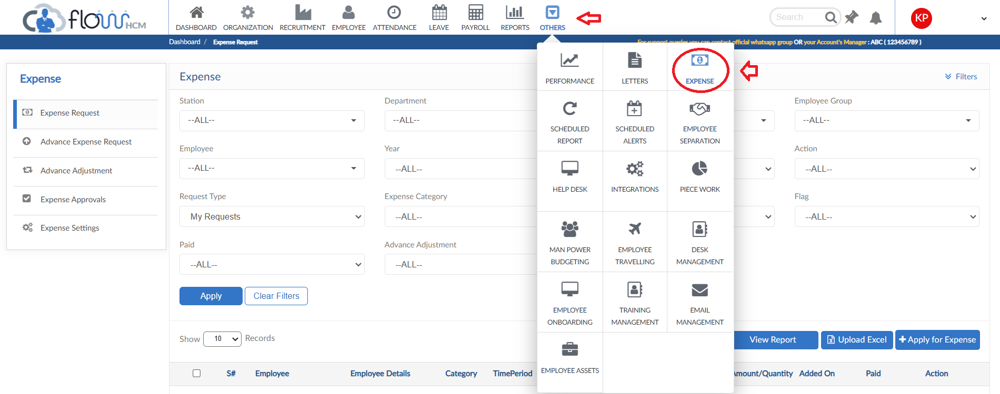 flowHCM
DASHBOARD ORGANIZATION RECRUITMENT EMPLOYEE ATTENDANCE LEAVE PAYROLL REPORTS OTHERS
Search
KP
Dashboard / Expense Request
For support queries you can contact official whatsapp group OR your Account's Manager : ABC ( 123456789 )
Expense
Expense Request
Advance Expense Request
Advance Adjustment
Expense Approvals
Expense Settings
Expense
Filters
Station
--ALL--
Department
--ALL--
Employee Group
--ALL--
Employee
--ALL--
Year
--ALL--
Action
--ALL--
Request Type
My Requests
Expense Category
--ALL--
Flag
--ALL--
Paid
--ALL--
Advance Adjustment
--ALL--
Apply Clear Filters
PERFORMANCE
LETTERS
EXPENSE
SCHEDULED
REPORT
SCHEDULED
ALERTS
EMPLOYEE
SEPARATION
HELP DESK
INTEGRATIONS
PIECE WORK
MAN POWER
BUDGETING
EMPLOYEE
TRAVELLING
DESK
MANAGEMENT
EMPLOYEE
ONBOARDING
TRAINING
MANAGEMENT
EMAIL
MANAGEMENT
EMPLOYEE ASSETS
Show 10 Records
View Report Upload Excel + Apply for Expense
S# Employee Employee Details Category TimePeriod Amount/Quantity Added On Paid Action